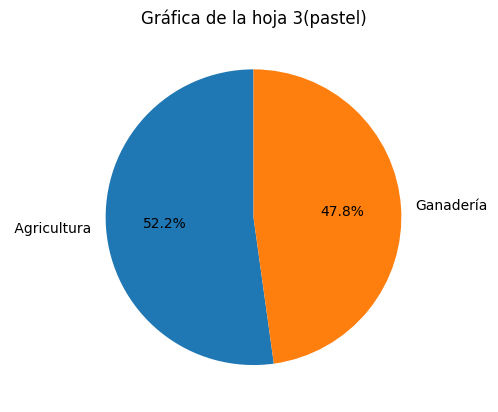 Gráfica de la hoja 3(pastel)
Ganadería
47.8%
52.2%
Agricultura